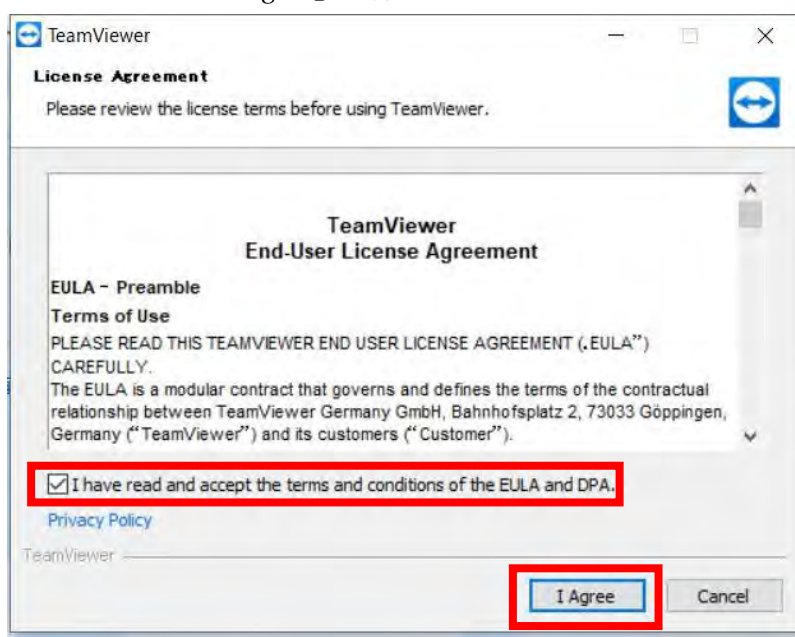 TeamViewer
License Agreement
Please review the license terms before using TeamViewer.
TeamViewer
End-User License Agreement
EULA - Preamble
Terms of Use
PLEASE READ THIS TEAMVIEWER END USER LICENSE AGREEMENT („EULA”)
CAREFULLY.
The EULA is a modular contract that governs and defines the terms of the contractual
relationship between TeamViewer Germany GmbH, Bahnhofsplatz 2, 73033 Göppingen,
Germany (“TeamViewer”) and its customers (“Customer”).
I have read and accept the terms and conditions of the EULA and DPA.
Privacy Policy
TeamViewer
I Agree
Cancel